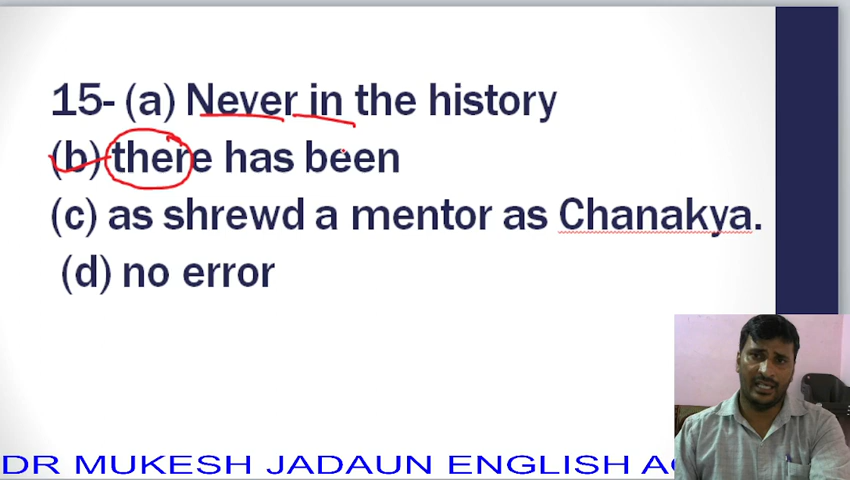 15- (a) Never in the history
(b) there has been
(c) as shrewd a mentor as Chanakya.
(d) no error
DR MUKESH JADAUN ENGLISH